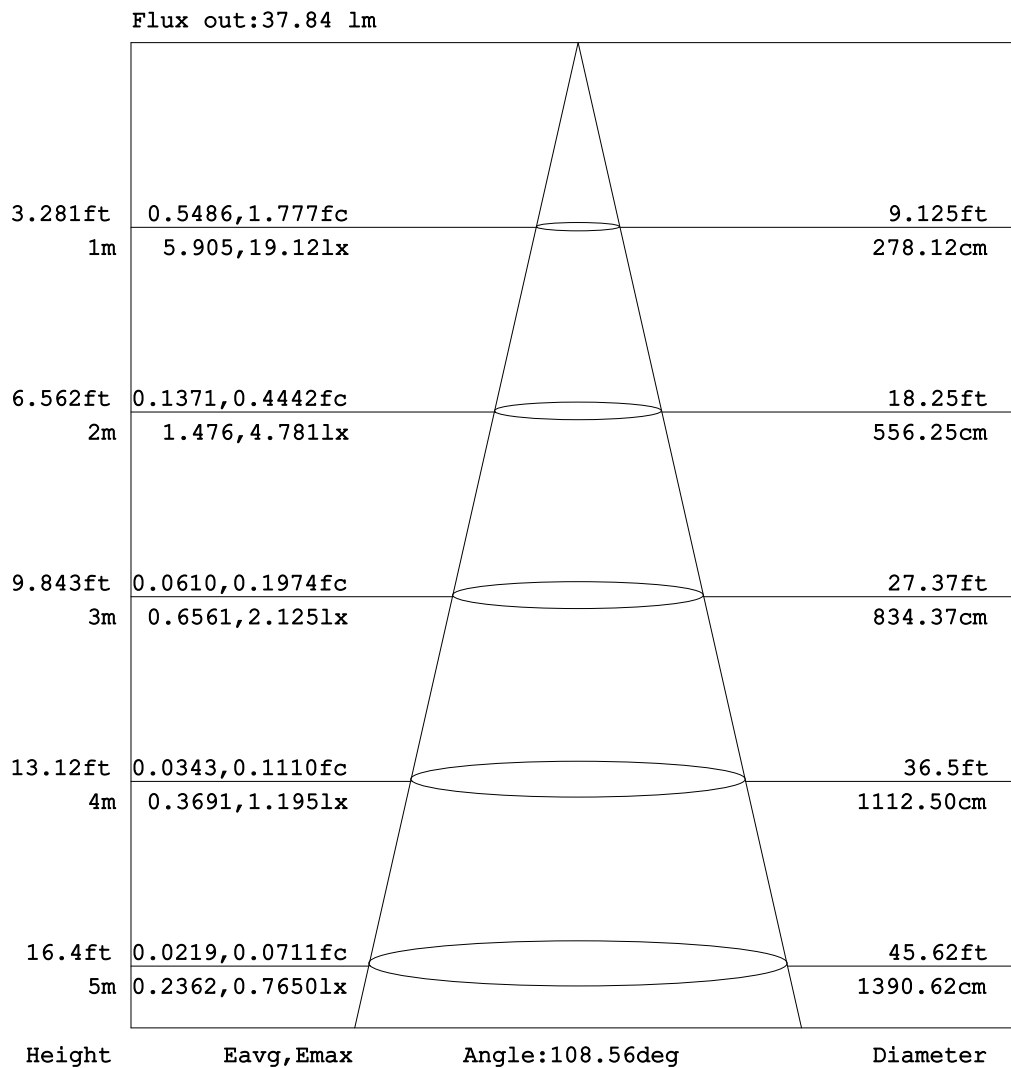 Flux out:37.84 lm
3.281ft 0.5486,1.777fc 9.125ft
1m 5.905,19.12lx 278.12cm
6.562ft 0.1371,0.4442fc 18.25ft
2m 1.476,4.781lx 556.25cm
9.843ft 0.0610,0.1974fc 27.37ft
3m 0.6561,2.125lx 834.37cm
13.12ft 0.0343,0.1110fc 36.5ft
4m 0.3691,1.195lx 1112.50cm
16.4ft 0.0219,0.0711fc 45.62ft
5m 0.2362,0.7650lx 1390.62cm
Height Eavg,Emax Angle:108.56deg Diameter